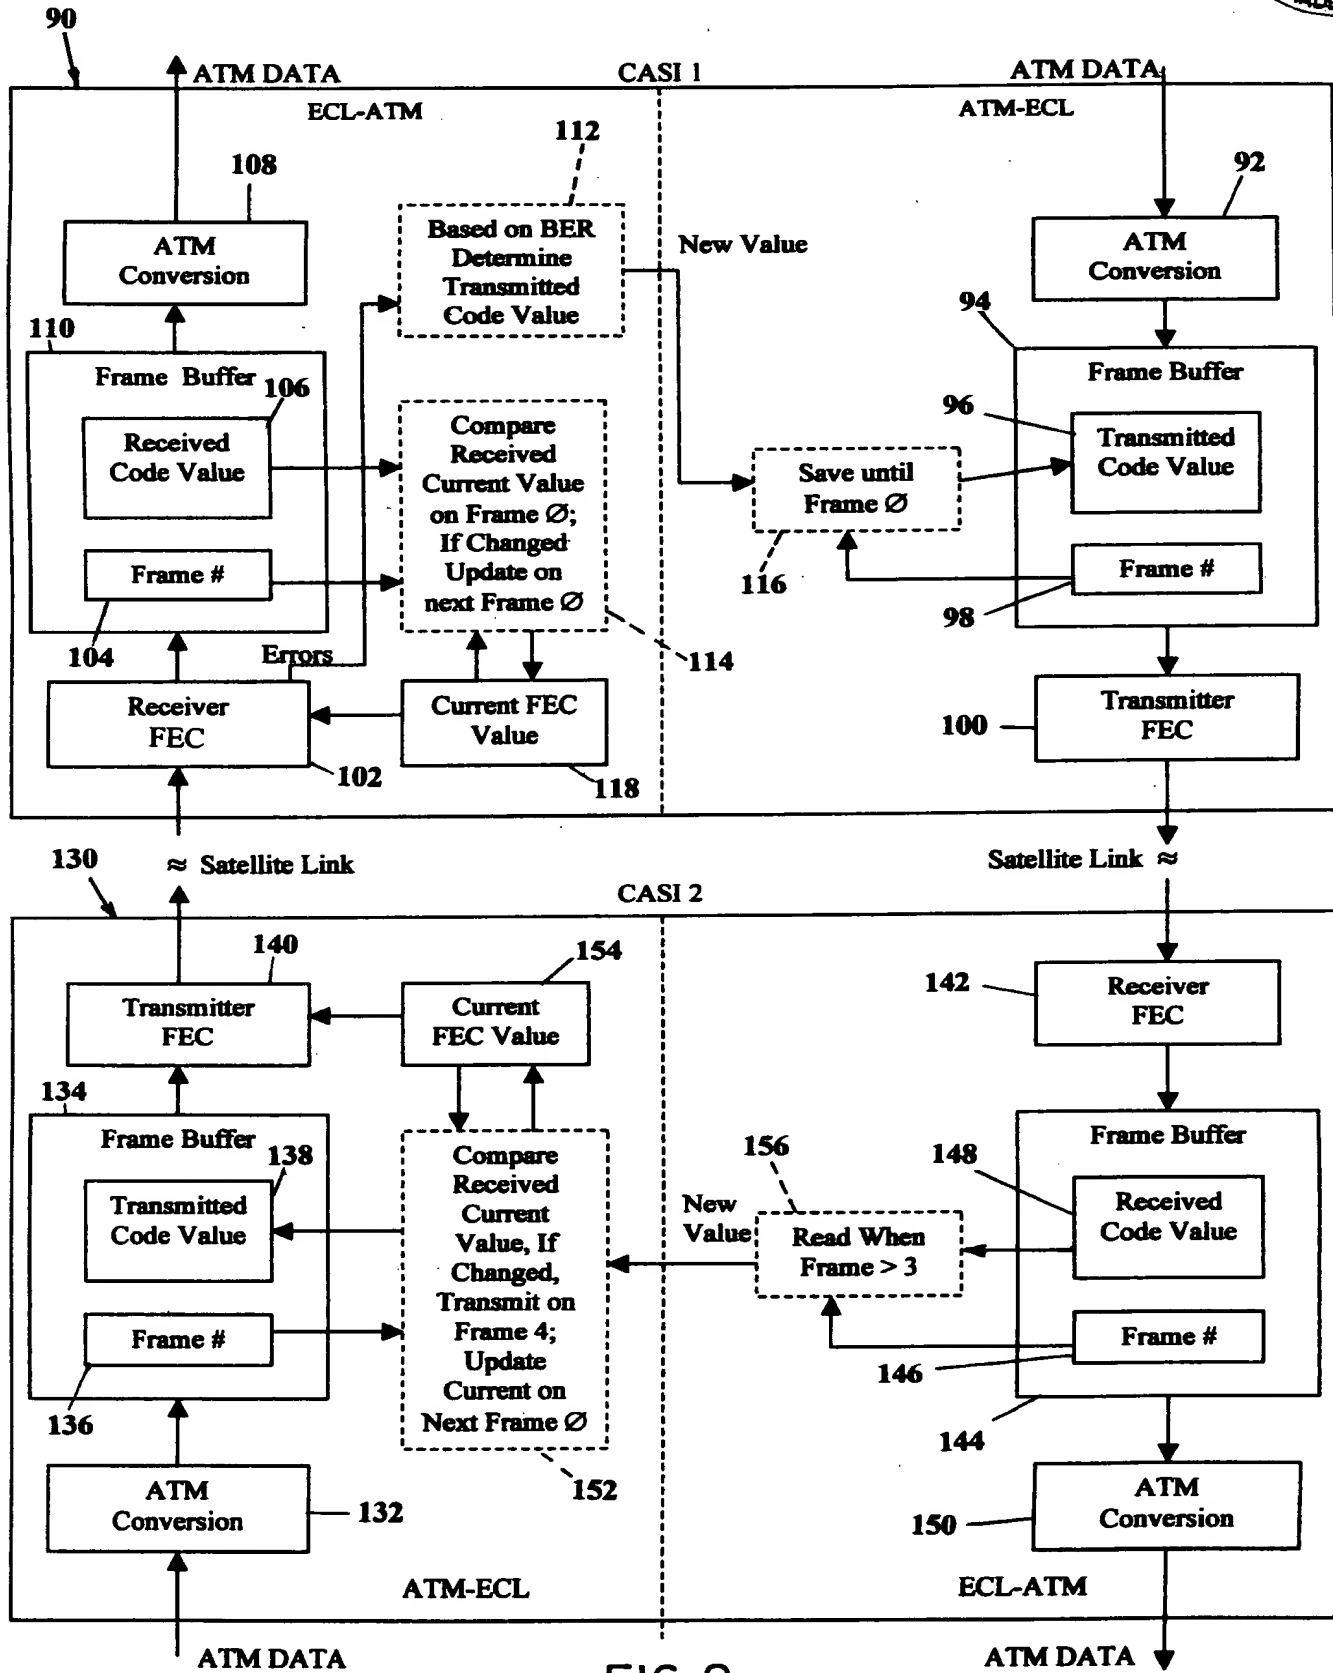 90
ATM DATA
CASI 1
ATM DATA
ECL-ATM
ATM-ECL
112
108
92
ATM
Conversion
Based on BER
Determine
Transmitted
Code Value
New Value
ATM
Conversion
110
94
Frame Buffer
106
Received
Code Value
Frame #
104
Compare
Received
Current Value
on Frame Ø;
If Changed
Update on
next Frame Ø
114
Save until
Frame Ø
116
Frame Buffer
96
Transmitted
Code Value
Frame #
98
Errors
Receiver
FEC
102
Current FEC
Value
118
100
Transmitter
FEC
130
≈ Satellite Link
Satellite Link ≈
CASI 2
140
154
142
Transmitter
FEC
Current
FEC Value
Receiver
FEC
134
Frame Buffer
138
Transmitted
Code Value
Frame #
136
Compare
Received
Current
Value, If
Changed,
Transmit on
Frame 4;
Update
Current on
Next Frame Ø
152
New
Value
156
Read When
Frame > 3
Frame Buffer
148
Received
Code Value
Frame #
146
144
ATM
Conversion
132
ATM
Conversion
150
ATM-ECL
ECL-ATM
ATM DATA
ATM DATA